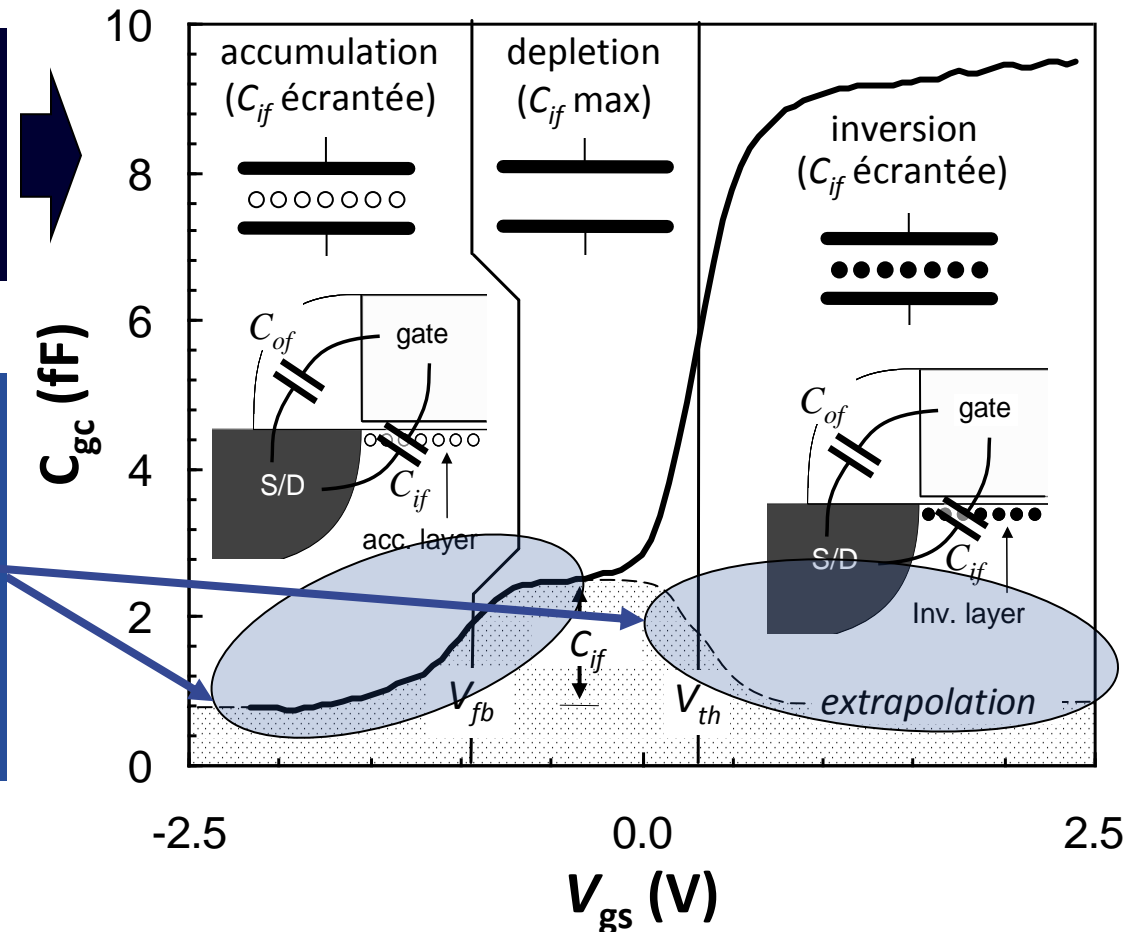 10
8
6
4
2
0
C_gc (fF)
accumulation
(C_if écrantée)
depletion
(C_if max)
inversion
(C_if écrantée)
C_of
gate
S/D
C_if
acc. layer
C_of
gate
S/D
C_if
Inv. layer
C_if
V_fb
V_th
extrapolation
-2.5
0.0
2.5
V_gs (V)